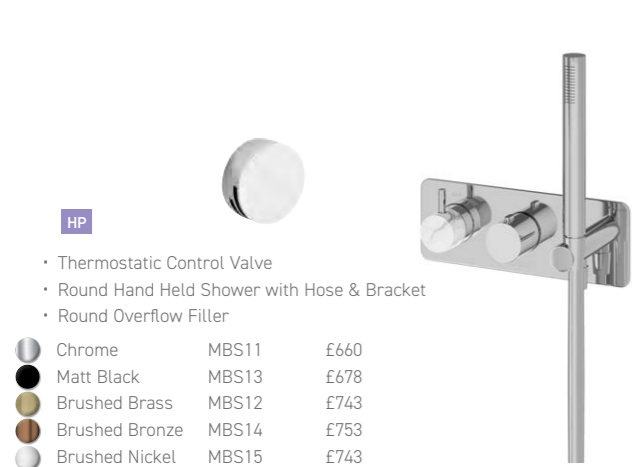 HP
· Thermostatic Control Valve
· Round Hand Held Shower with Hose & Bracket
· Round Overflow Filler
Chrome MBS11 £660
Matt Black MBS13 £678
Brushed Brass MBS12 £743
Brushed Bronze MBS14 £753
Brushed Nickel MBS15 £743